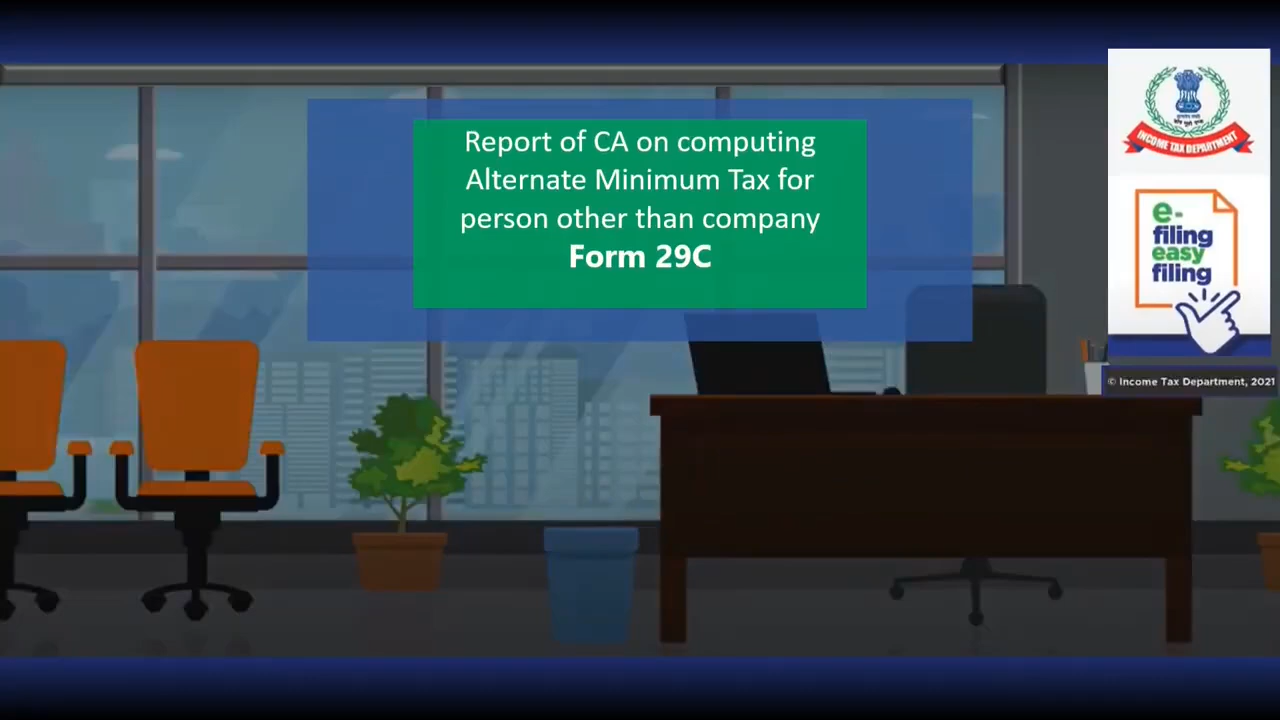 Report of CA on computing
Alternate Minimum Tax for
person other than company
Form 29C
INCOME TAX DEPARTMENT
e-
filing
easy
filing
© Income Tax Department, 2021